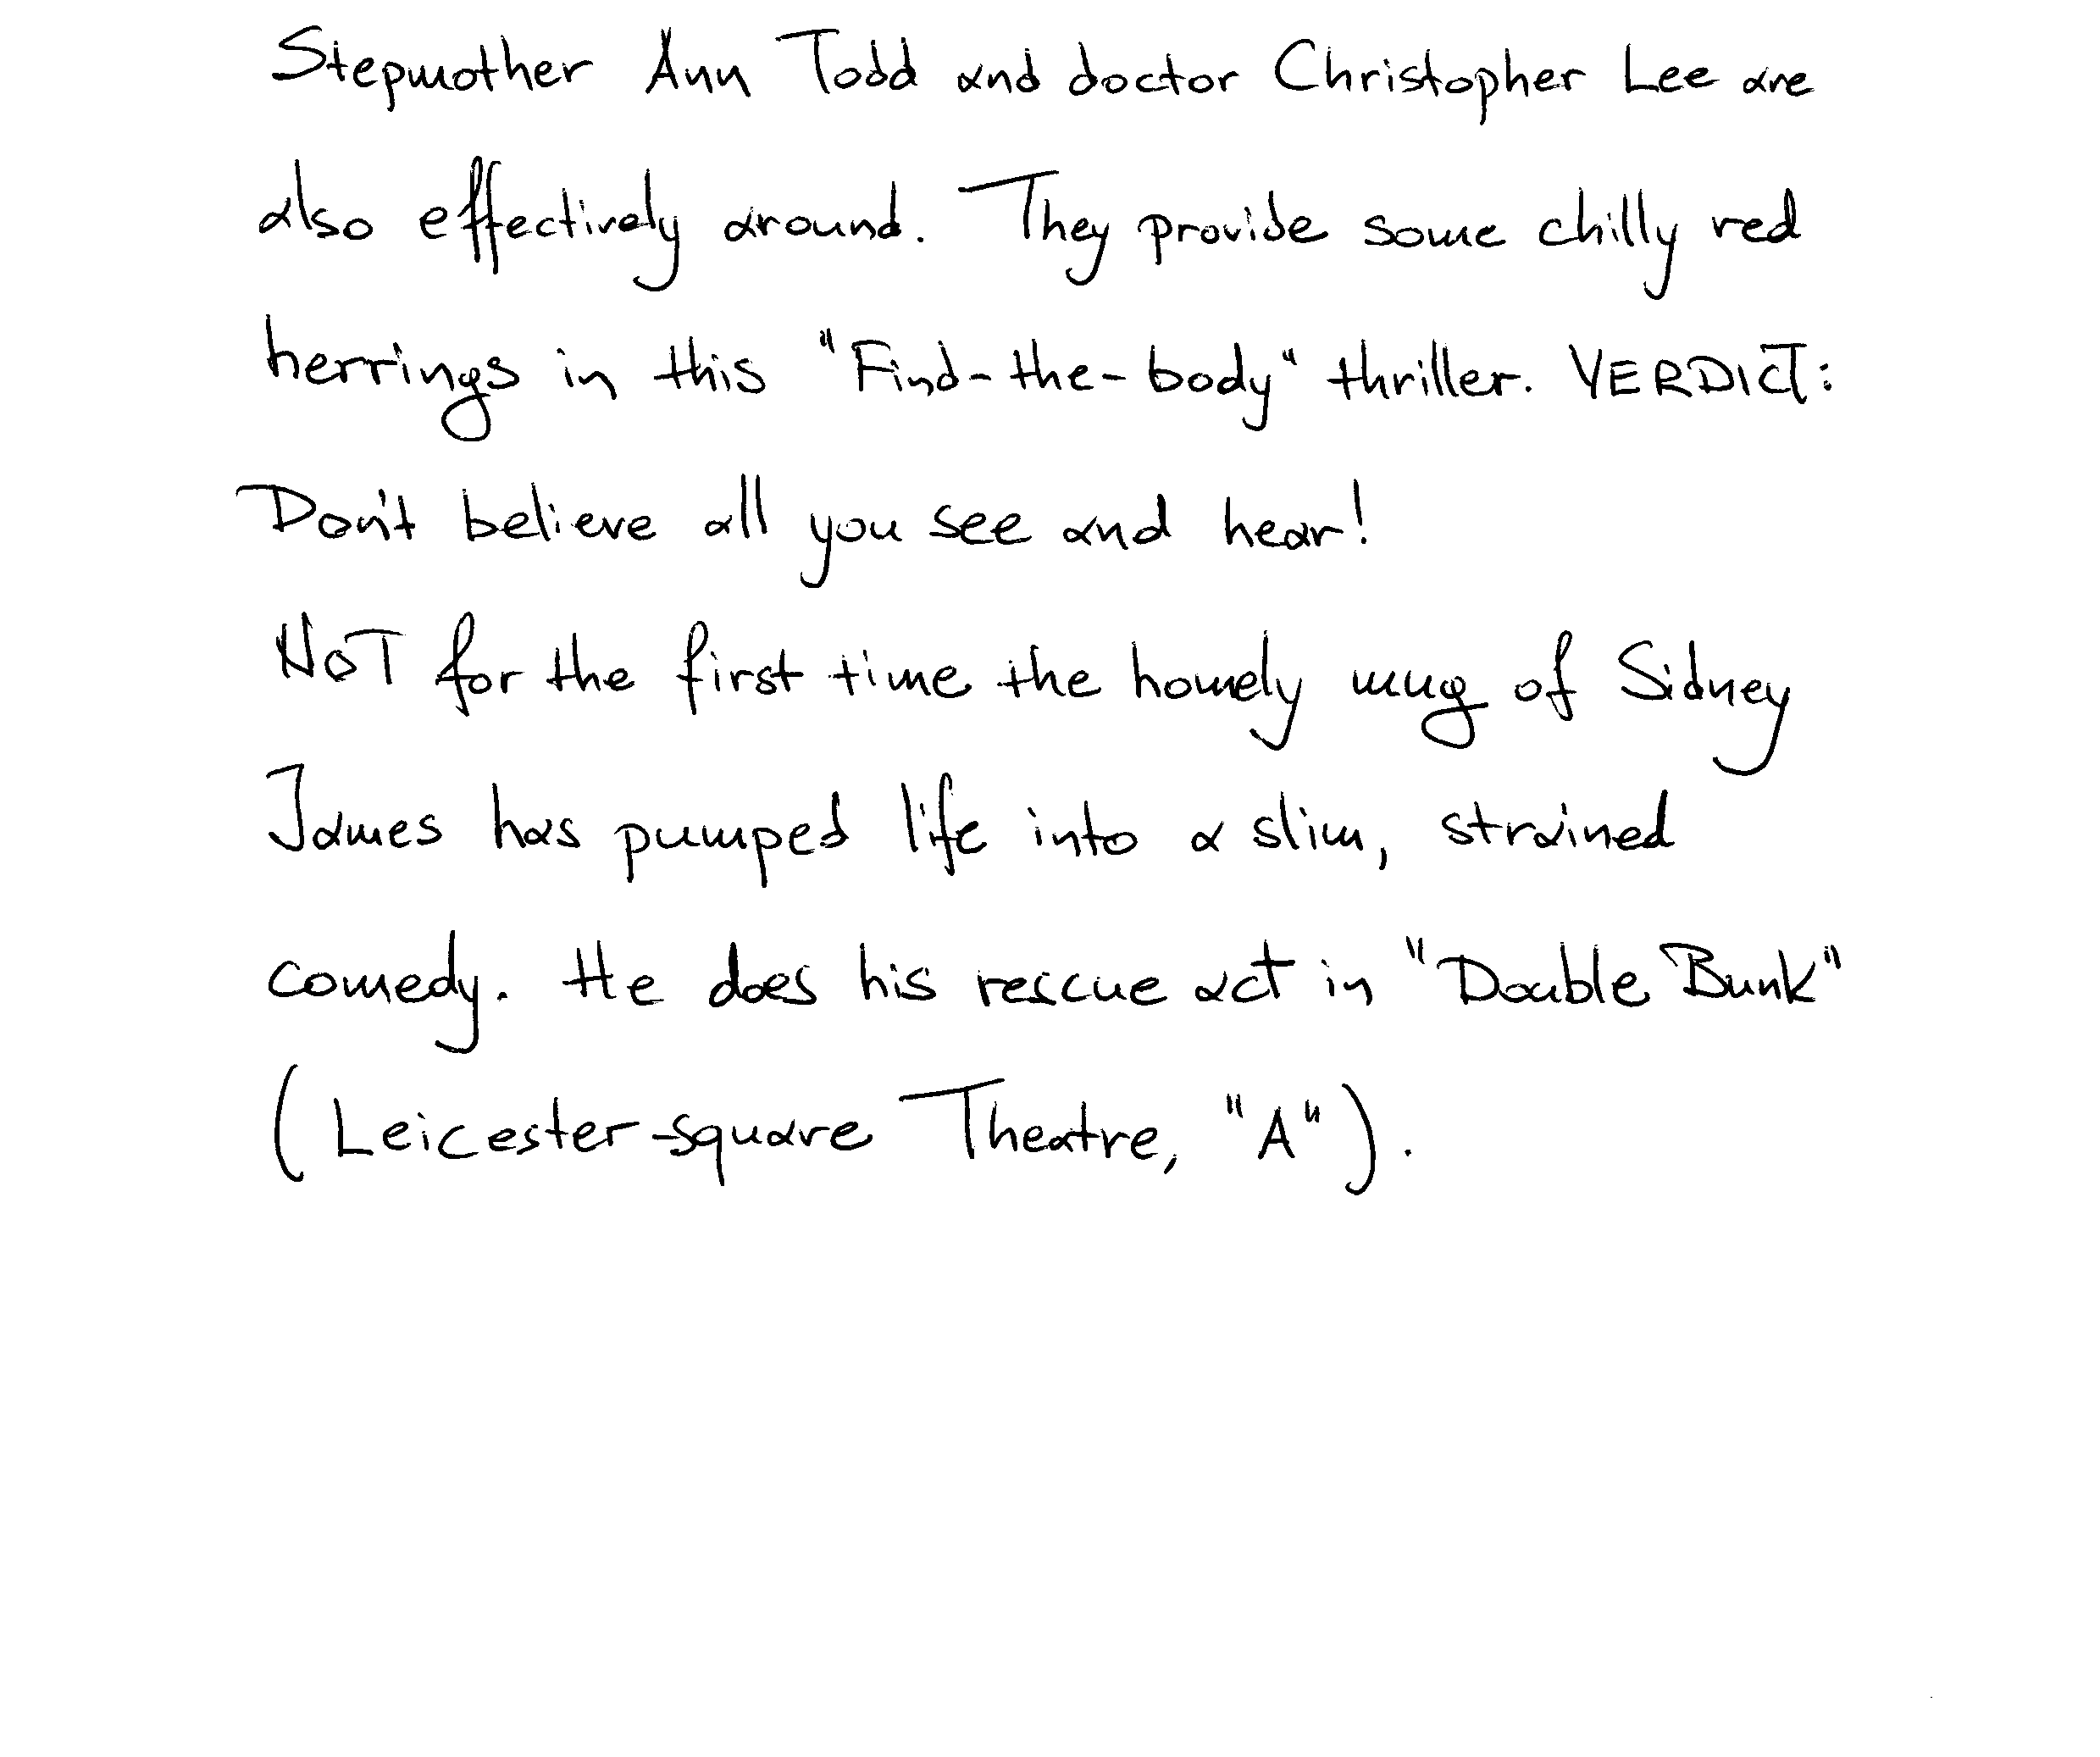 Stepmother Ann Todd and doctor Christopher Lee are
also effectively around. They provide some chilly red
herrings in this "Find-the-body" thriller. VERDICT:
Don't believe all you see and hear!
NOT for the first time the homely mug of Sidney
James has pumped life into a slim, strained
comedy. He does his rescue act in "Double Bunk"
(Leicester-square Theatre, "A").